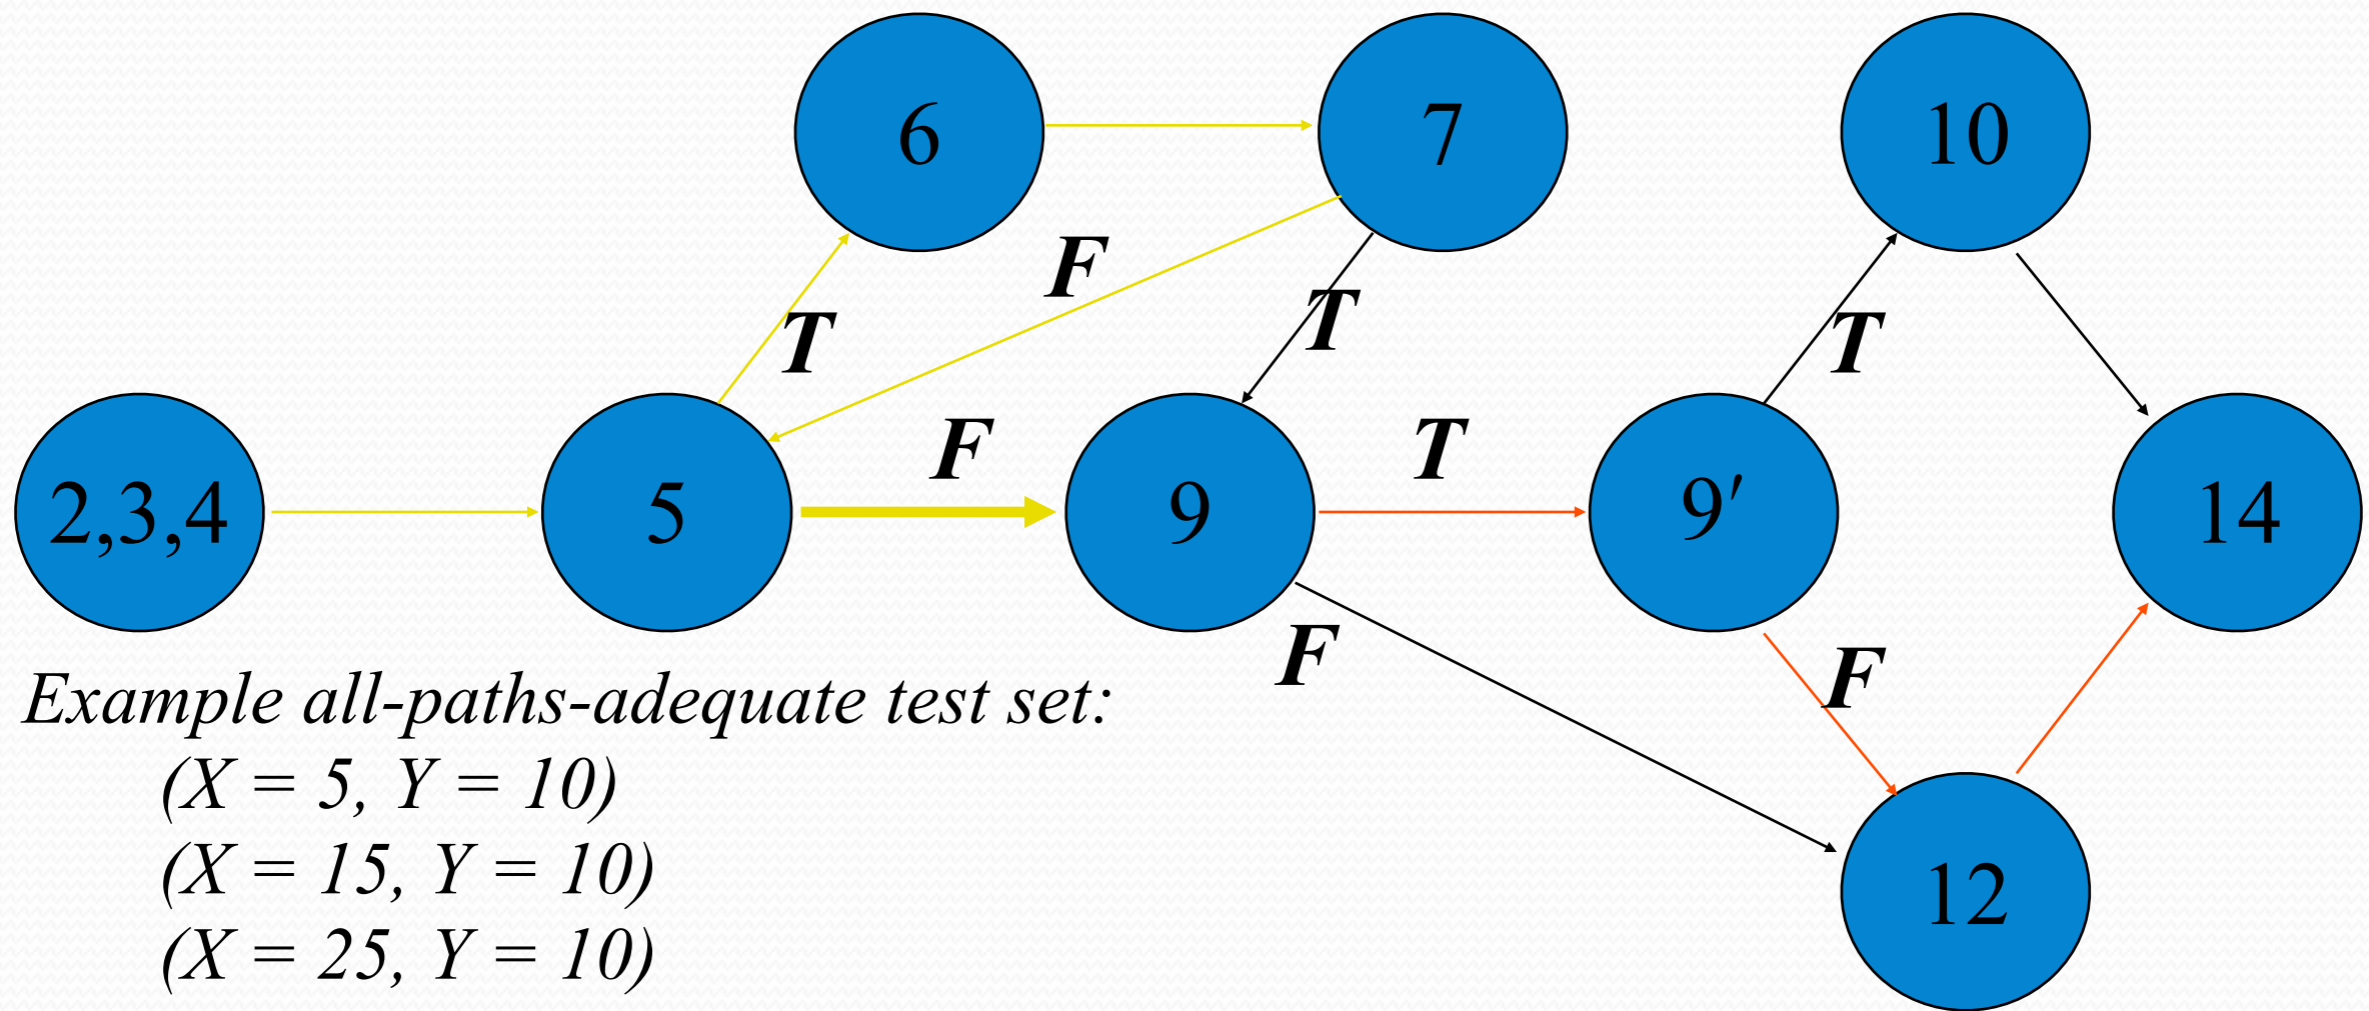 6
7
10
F
T
T
T
F
T
2,3,4
5
9
9′
14
F
F
Example all-paths-adequate test set:
(X = 5, Y = 10)
(X = 15, Y = 10)
(X = 25, Y = 10)
12